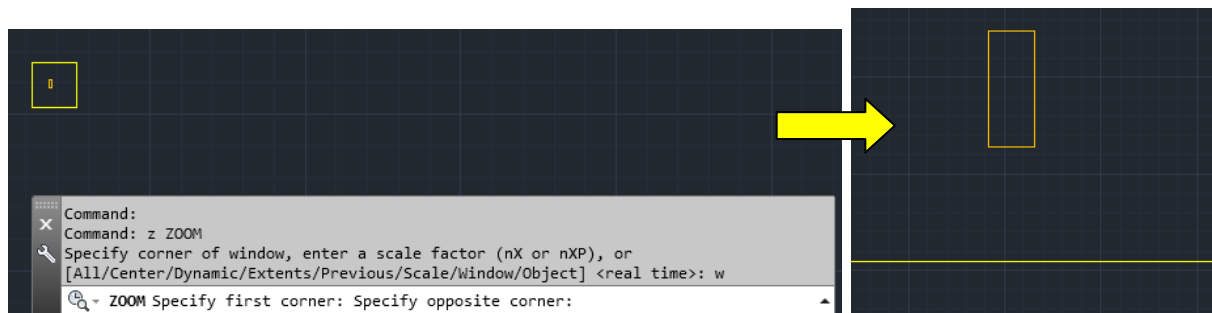 Command:
Command: z ZOOM
Specify corner of window, enter a scale factor (nX or nXP), or
[All/Center/Dynamic/Extents/Previous/Scale/Window/Object] <real time>: w
ZOOM Specify first corner: Specify opposite corner: